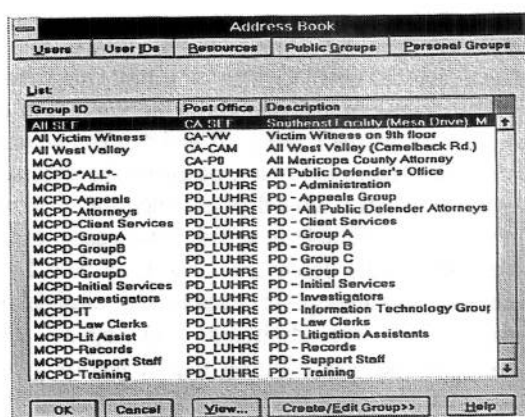 Address Book
Users User IDs Resources Public Groups Personal Groups
List:
Group ID Post Office Description
All SEF CA-SEF Southeast Facility (Mesa Drive). M
All Victim Witness CA-VW Victim Witness on 9th floor
All West Valley CA-CAM All West Valley (Camelback Rd.)
MCAO CA-P0 All Maricopa County Attorney
MCPD-*ALL*- PD_LUHRS All Public Defender's Office
MCPD-Admin PD_LUHRS PD - Administration
MCPD-Appeals PD_LUHRS PD - Appeals Group
MCPD-Attorneys PD_LUHRS PD - All Public Defender Attorneys
MCPD-Client Services PD_LUHRS PD - Client Services
MCPD-GroupA PD_LUHRS PD - Group A
MCPD-GroupB PD_LUHRS PD - Group B
MCPD-GroupC PD_LUHRS PD - Group C
MCPD-GroupD PD_LUHRS PD - Group D
MCPD-Initial Services PD_LUHRS PD - Initial Services
MCPD-Investigators PD_LUHRS PD - Investigators
MCPD-IT PD_LUHRS PD - Information Technology Group
MCPD-Law Clerks PD_LUHRS PD - Law Clerks
MCPD-Lit Assist PD_LUHRS PD - Litigation Assistants
MCPD-Records PD_LUHRS PD - Records
MCPD-Support Staff PD_LUHRS PD - Support Staff
MCPD-Training PD_LUHRS PD - Training
OK Cancel View... Create/Edit Group>> Help